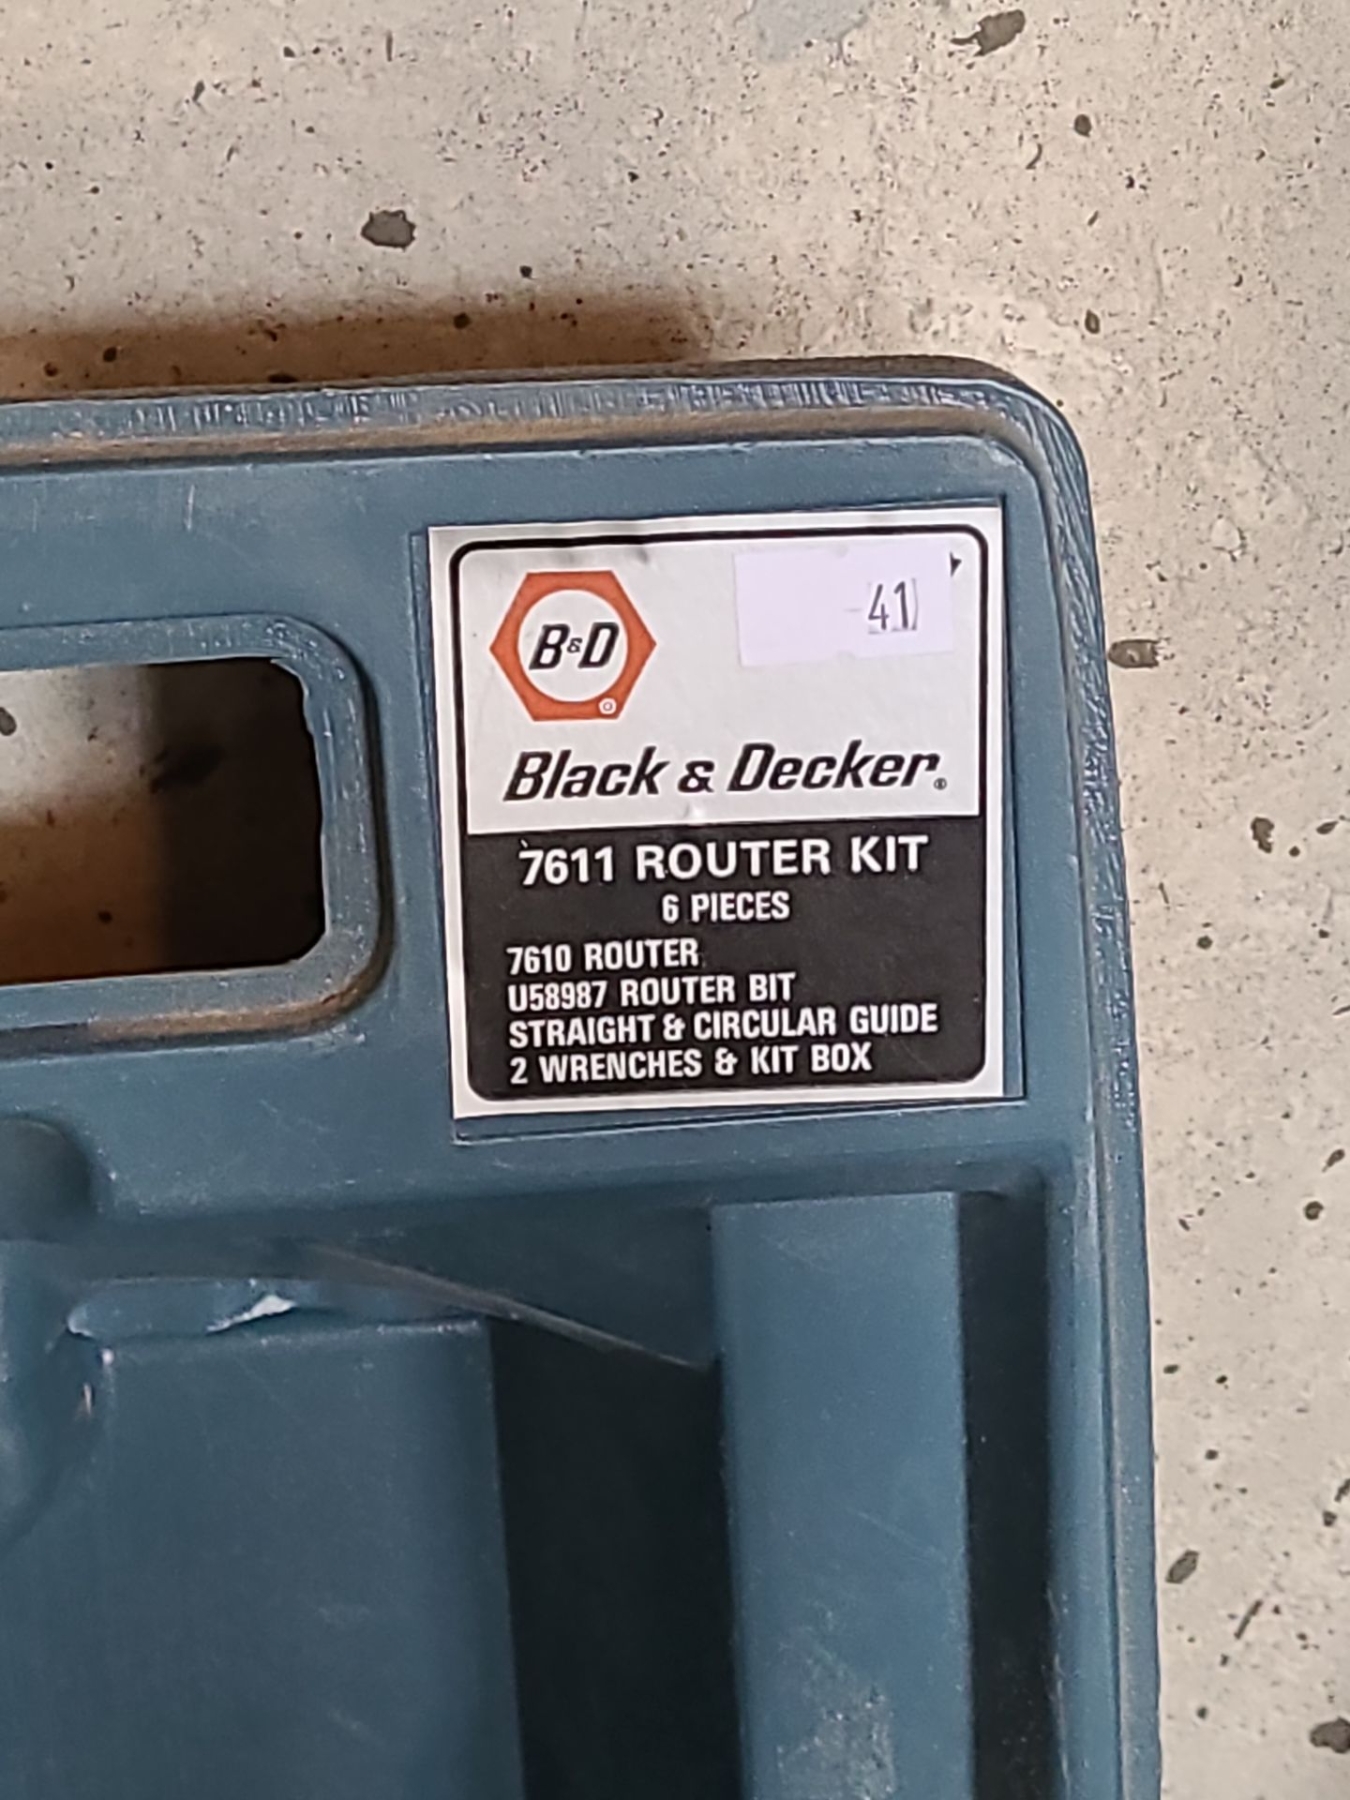 41
B&D
®
Black & Decker®
7611 ROUTER KIT
6 PIECES
7610 ROUTER
U58987 ROUTER BIT
STRAIGHT & CIRCULAR GUIDE
2 WRENCHES & KIT BOX